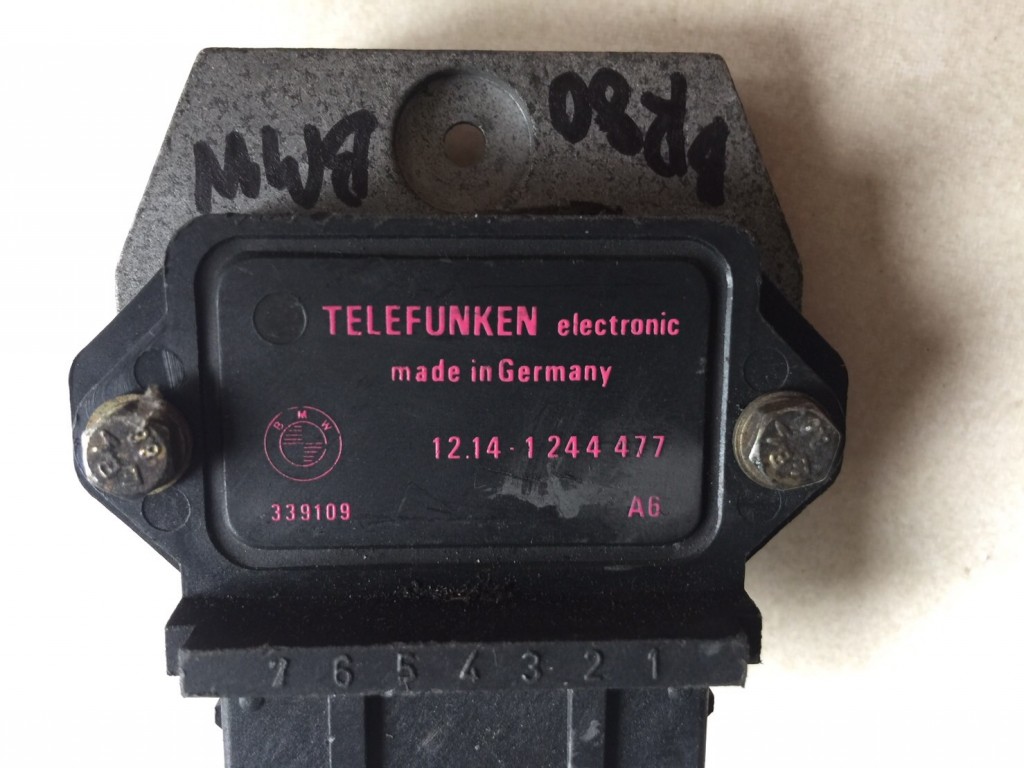 BMW
TELEFUNKEN electronic
made in Germany
BMW
12.14 - 1 244 477
339109
A6
7 6 5 4 3 2 1